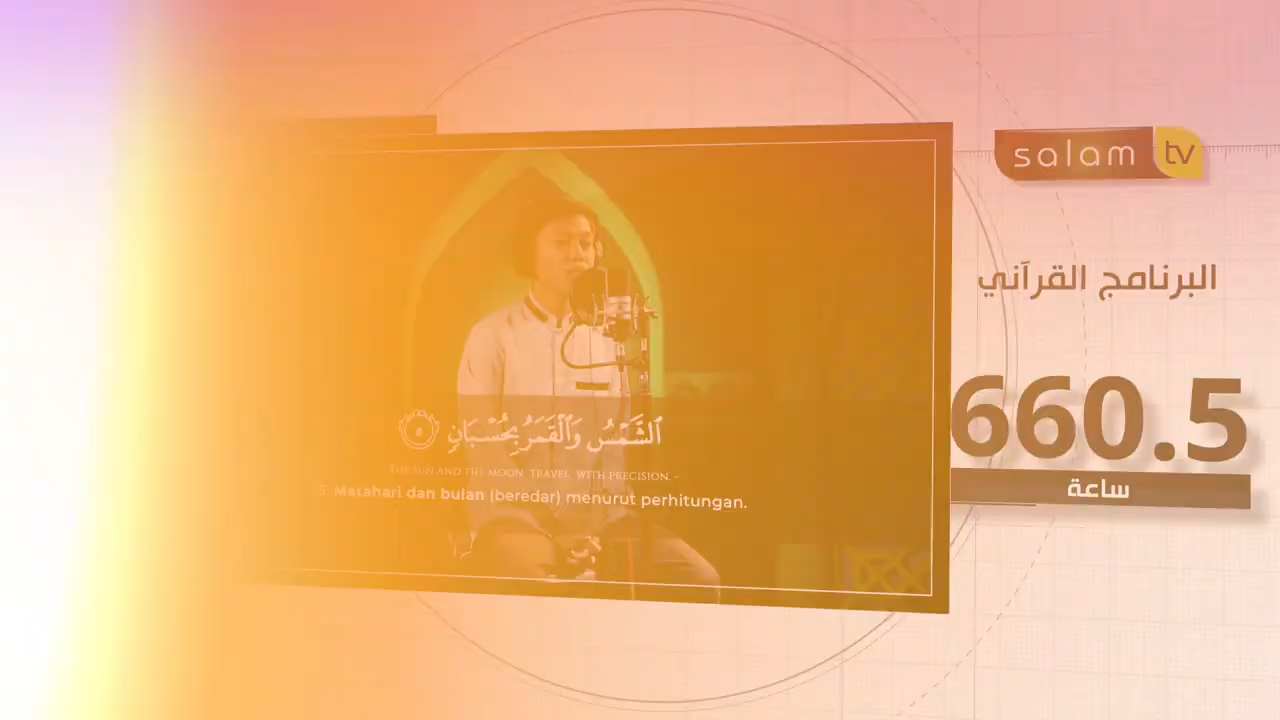 salam tv
البرنامج القرآني
660.5
ساعة
ٱلشَّمْسُ وَٱلْقَمَرُ بِحُسْبَانٍ
THE SUN AND THE MOON TRAVEL WITH PRECISION. -
5. Matahari dan bulan (beredar) menurut perhitungan.